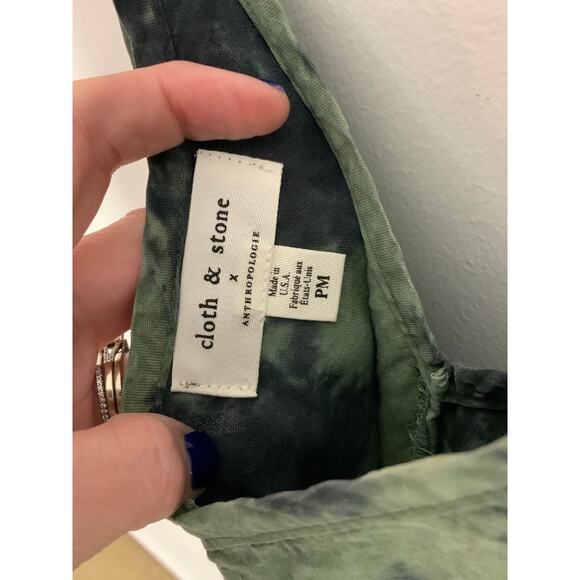 cloth & stone
x
ANTHROPOLOGIE
Made in
U.S.A.
Fabriqué aux
États-Unis
PM